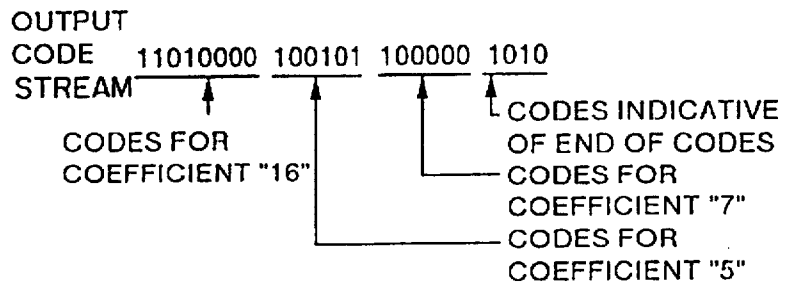 OUTPUT
CODE
STREAM
11010000 100101 100000 1010
CODES FOR
COEFFICIENT "16"
CODES INDICATIVE
OF END OF CODES
CODES FOR
COEFFICIENT "7"
CODES FOR
COEFFICIENT "5"